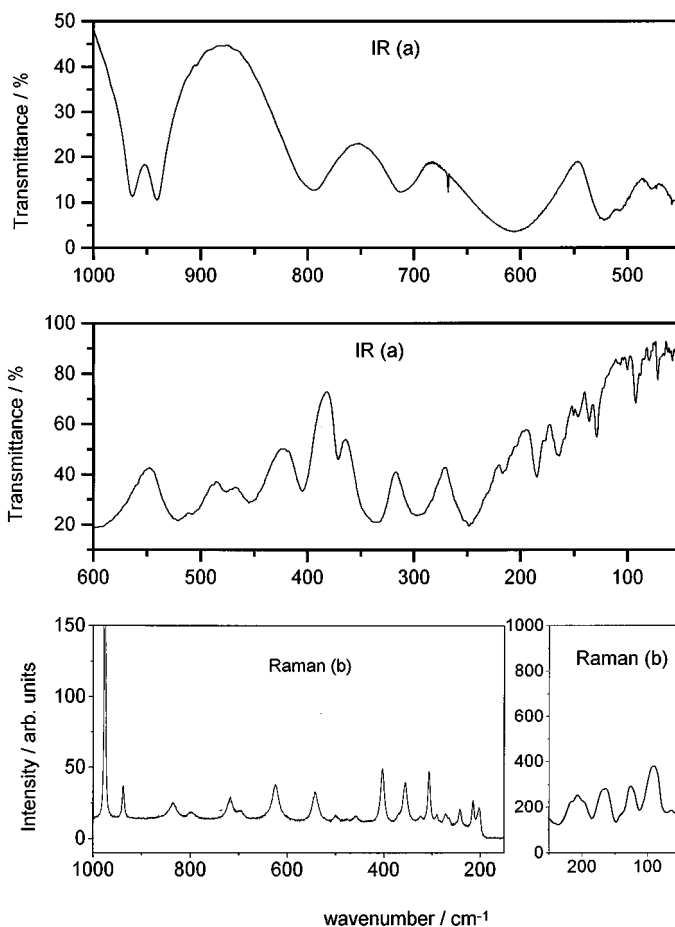 50
40
30
20
10
0
Transmittance / %
IR (a)
1000 900 800 700 600 500
100
80
60
40
20
Transmittance / %
IR (a)
600 500 400 300 200 100
150
100
50
0
Intensity / arb. units
Raman (b)
1000 800 600 400 200
1000
800
600
400
200
0
Raman (b)
200 100
wavenumber / cm-1